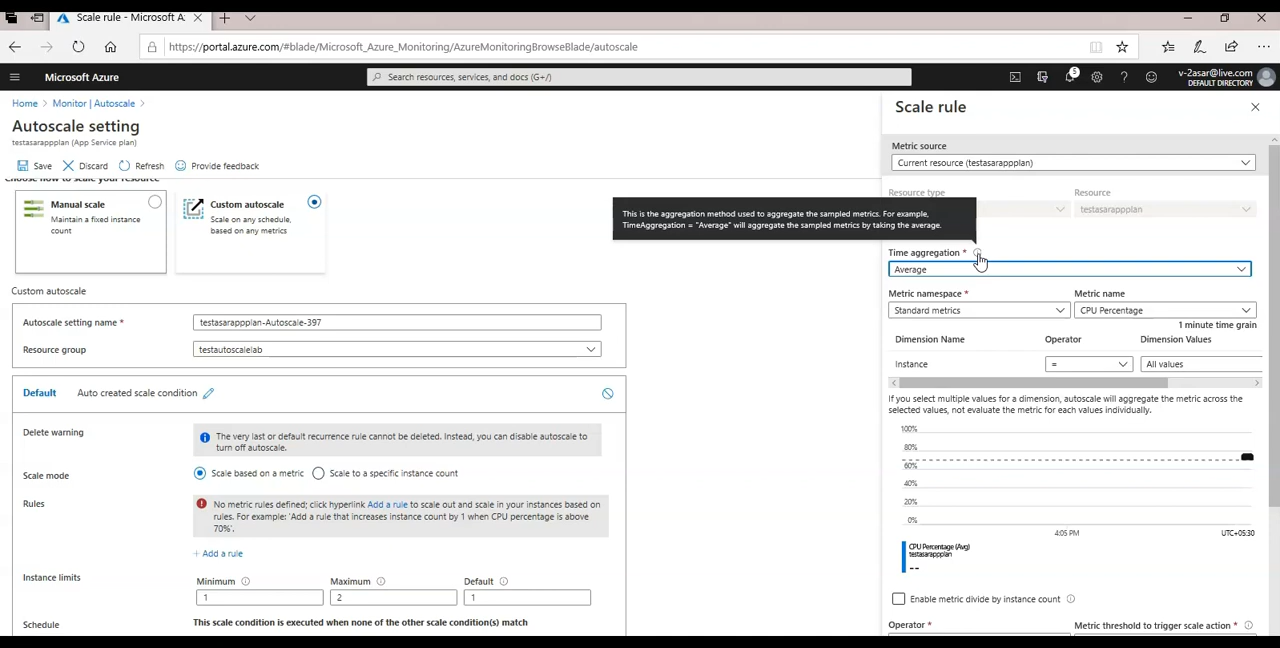 Scale rule - Microsoft A:
https://portal.azure.com/#blade/Microsoft_Azure_Monitoring/AzureMonitoringBrowseBlade/autoscale
Microsoft Azure
Search resources, services, and docs (G+/)
5
v-2asar@live.com
DEFAULT DIRECTORY
Home > Monitor | Autoscale >
Autoscale setting
testasarappplan (App Service plan)
Save
Discard
Refresh
Provide feedback
Choose how to scale your resource
Manual scale
Maintain a fixed instance
count
Custom autoscale
Scale on any schedule,
based on any metrics
Custom autoscale
Autoscale setting name *
testasarappplan-Autoscale-397
Resource group
testautoscalelab
Default
Auto created scale condition
Delete warning
The very last or default recurrence rule cannot be deleted. Instead, you can disable autoscale to
turn off autoscale.
Scale mode
Scale based on a metric
Scale to a specific instance count
Rules
No metric rules defined; click hyperlink Add a rule to scale out and scale in your instances based on
rules. For example: 'Add a rule that increases instance count by 1 when CPU percentage is above
70%'.
+ Add a rule
Instance limits
Minimum
1
Maximum
2
Default
1
Schedule
This scale condition is executed when none of the other scale condition(s) match
Scale rule
Metric source
Current resource (testasarappplan)
Resource type
Resource
testasarappplan
This is the aggregation method used to aggregate the sampled metrics. For example,
TimeAggregation = "Average" will aggregate the sampled metrics by taking the average.
Time aggregation *
Average
Metric namespace *
Metric name
Standard metrics
CPU Percentage
1 minute time grain
Dimension Name
Operator
Dimension Values
Instance
=
All values
If you select multiple values for a dimension, autoscale will aggregate the metric across the
selected values, not evaluate the metric for each values individually.
100%
80%
60%
40%
20%
0%
4:05 PM
UTC+05:30
CPU Percentage (Avg)
testasarappplan
--
Enable metric divide by instance count
Operator *
Metric threshold to trigger scale action *